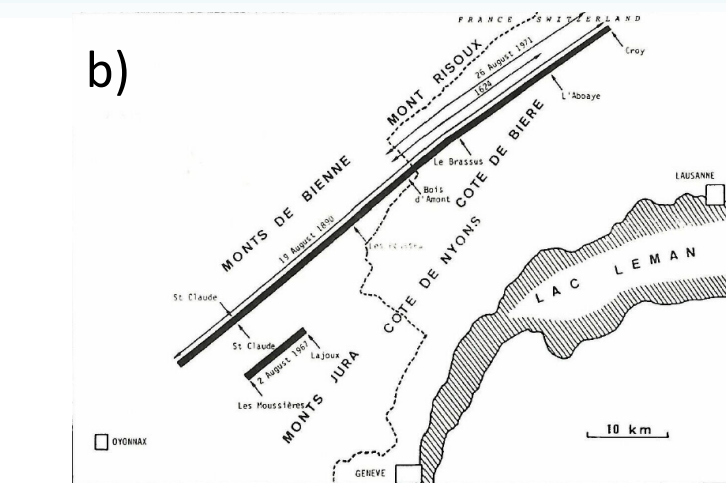 b)
FRANCE SWITZERLAND
Croy
MONT RISOUX
26 August 1971
1624
L'Aboaye
COTE DE BIERE
Le Brassus
LAUSANNE
Bois
d'Amont
MONTS DE BIENNE
19 August 1890
COTE DE NYONS
LAC LEMAN
St Claude
St Claude
2 August 1967
Lajoux
MONTS JURA
Les Moussières
10 km
OYONNAX
GENEVE